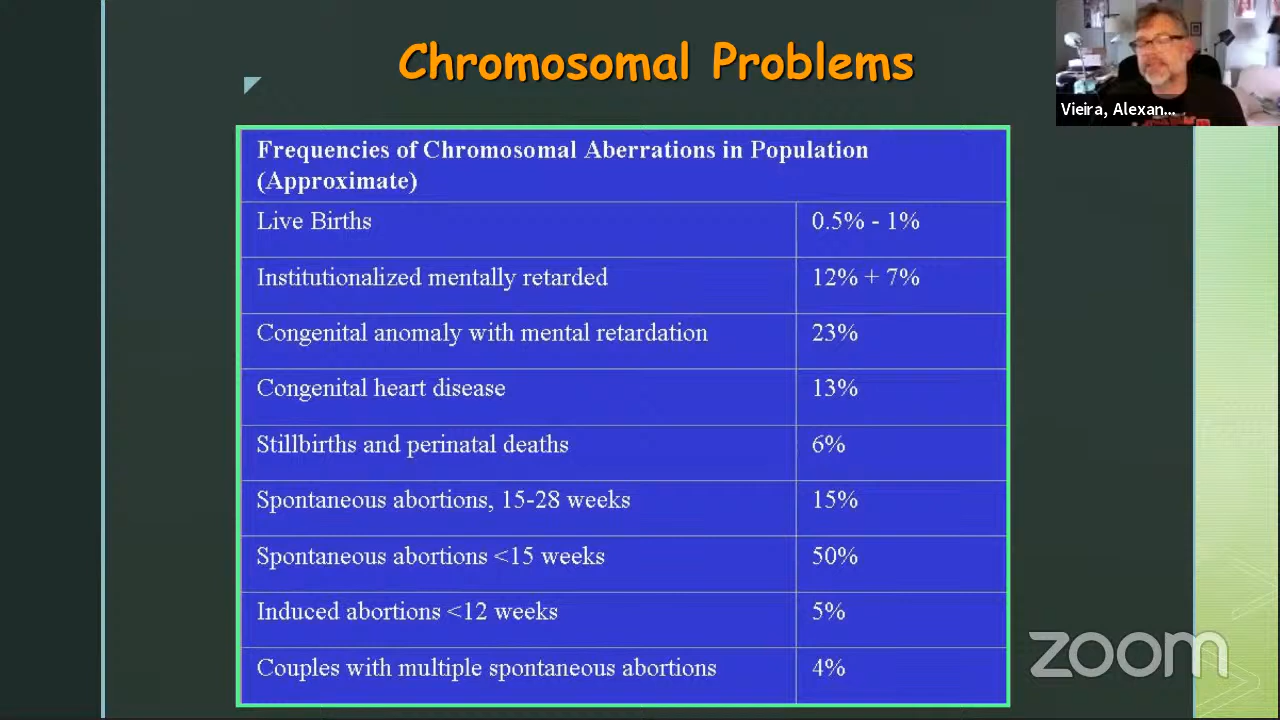 Chromosomal Problems
Vieira, Alexan...
Frequencies of Chromosomal Aberrations in Population
(Approximate)
Live Births 0.5% - 1%
Institutionalized mentally retarded 12% + 7%
Congenital anomaly with mental retardation 23%
Congenital heart disease 13%
Stillbirths and perinatal deaths 6%
Spontaneous abortions, 15-28 weeks 15%
Spontaneous abortions <15 weeks 50%
Induced abortions <12 weeks 5%
Couples with multiple spontaneous abortions 4%
zoom